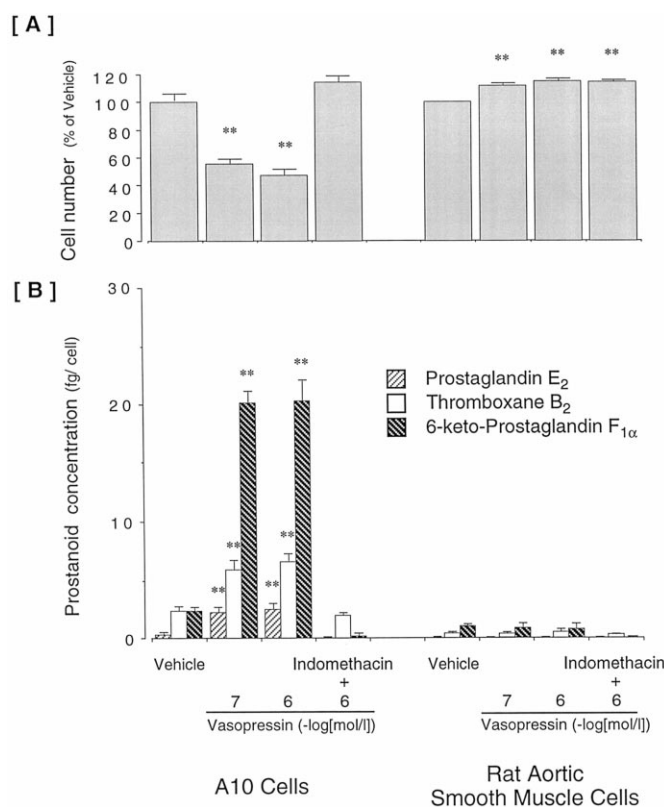 [ A ]
Cell number (% of Vehicle)
120
100
80
60
40
20
0
** **
** ** **
[ B ]
Prostanoid concentration (fg/ cell)
30
20
10
0
** ** **
** ** **
Prostaglandin E2
Thromboxane B2
6-keto-Prostaglandin F1α
Vehicle Indomethacin Vehicle Indomethacin
+ +
7 6 6 7 6 6
Vasopressin (-log[mol/l]) Vasopressin (-log[mol/l])
A10 Cells Rat Aortic
Smooth Muscle Cells